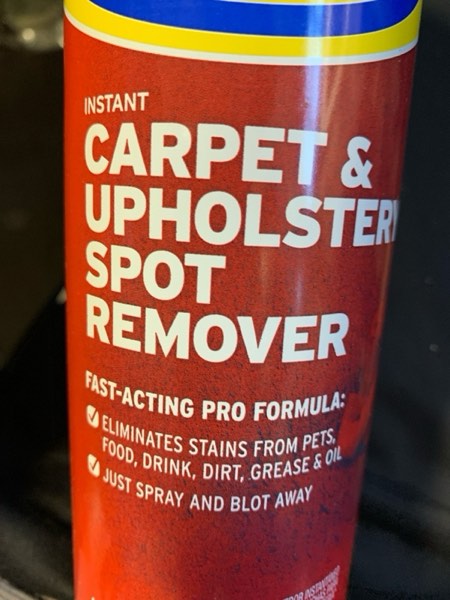 INSTANT
CARPET &
UPHOLSTERY
SPOT
REMOVER
FAST-ACTING PRO FORMULA:
ELIMINATES STAINS FROM PETS,
FOOD, DRINK, DIRT, GREASE & OIL
JUST SPRAY AND BLOT AWAY